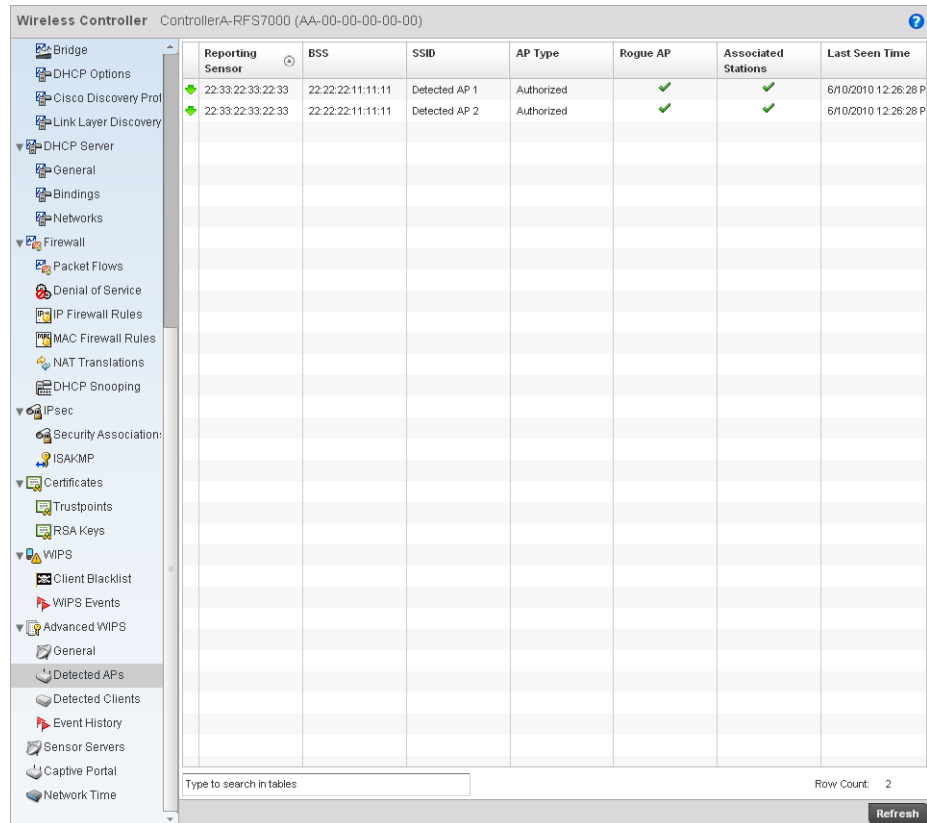 Wireless Controller ControllerA-RFS7000 (AA-00-00-00-00-00)
?
Bridge
DHCP Options
Cisco Discovery Prof
Link Layer Discovery
DHCP Server
General
Bindings
Networks
Firewall
Packet Flows
Denial of Service
IP Firewall Rules
MAC Firewall Rules
NAT Translations
DHCP Snooping
IPsec
Security Association
ISAKMP
Certificates
Trustpoints
RSA Keys
WIPS
Client Blacklist
WIPS Events
Advanced WIPS
General
Detected APs
Detected Clients
Event History
Sensor Servers
Captive Portal
Network Time
Reporting Sensor BSS SSID AP Type Rogue AP Associated Stations Last Seen Time
22:33:22:33:22:33 22:22:22:11:11:11 Detected AP 1 Authorized 6/10/2010 12:26:28 P
22:33:22:33:22:33 22:22:22:11:11:11 Detected AP 2 Authorized 6/10/2010 12:26:28 P
Type to search in tables Row Count: 2
Refresh